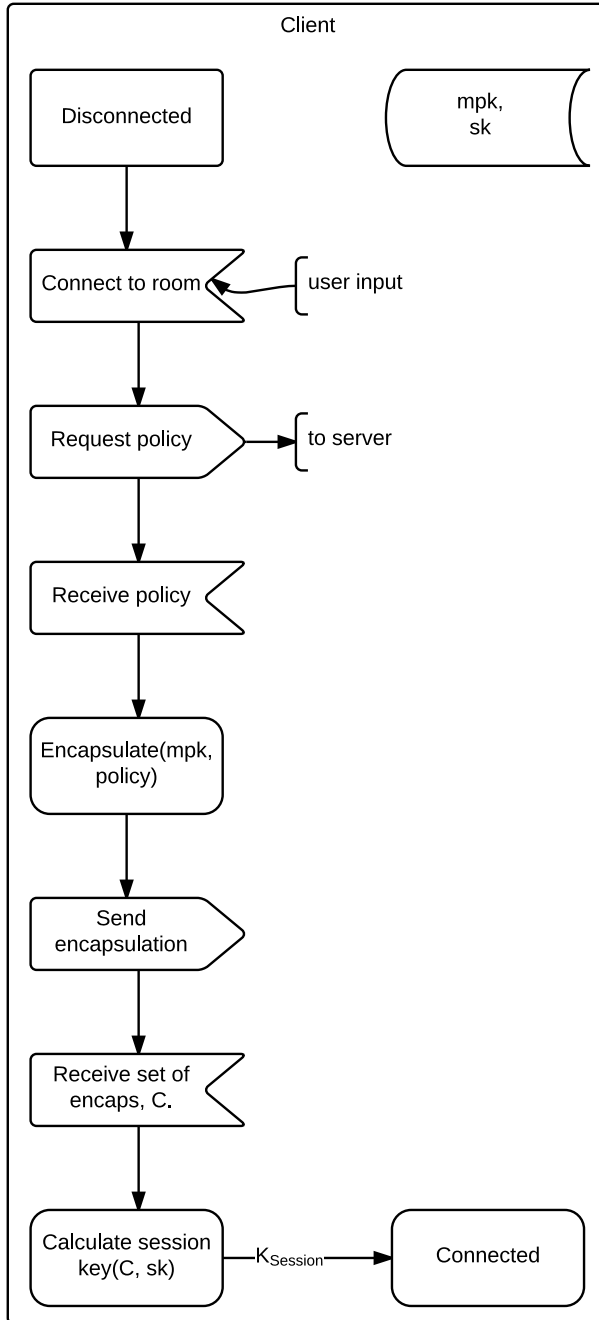 Client
Disconnected
mpk,
sk
Connect to room
user input
Request policy
to server
Receive policy
Encapsulate(mpk,
policy)
Send
encapsulation
Receive set of
encaps, C.
Calculate session
key(C, sk)
KSession
Connected